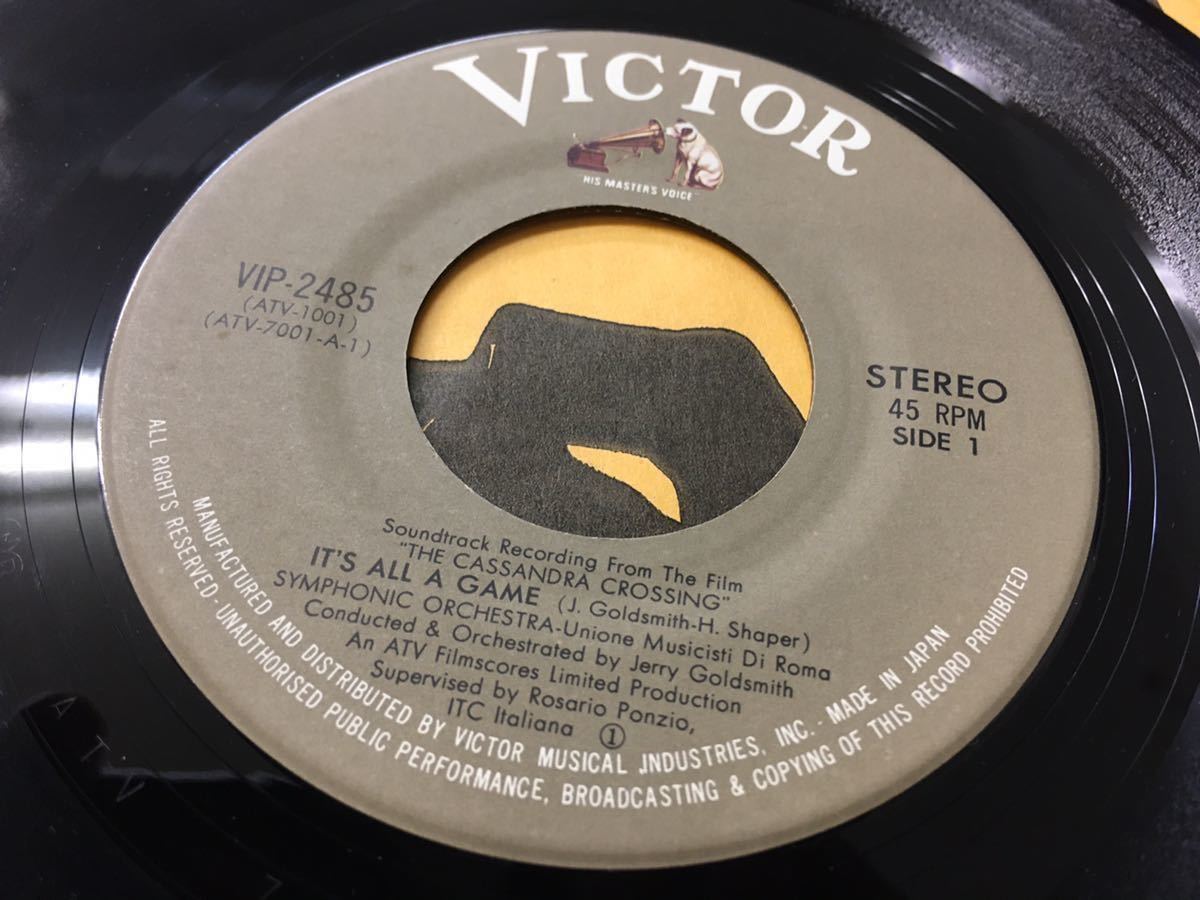 VICTOR
HIS MASTER'S VOICE
VIP-2485
(ATV-1001)
(ATV-7001-A-1)
STEREO
45 RPM
SIDE 1
Soundtrack Recording From The Film
"THE CASSANDRA CROSSING"
IT'S ALL A GAME (J. Goldsmith-H. Shaper)
SYMPHONIC ORCHESTRA-Unione Musicisti Di Roma
Conducted & Orchestrated by Jerry Goldsmith
An ATV Filmscores Limited Production
Supervised by Rosario Ponzio,
ITC Italiana ①
MANUFACTURED AND DISTRIBUTED BY VICTOR MUSICAL JNDUSTRIES, INC. - MADE IN JAPAN
ALL RIGHTS RESERVED-UNAUTHORISED PUBLIC PERFORMANCE, BROADCASTING & COPYING OF THIS RECORD PROHIBITED